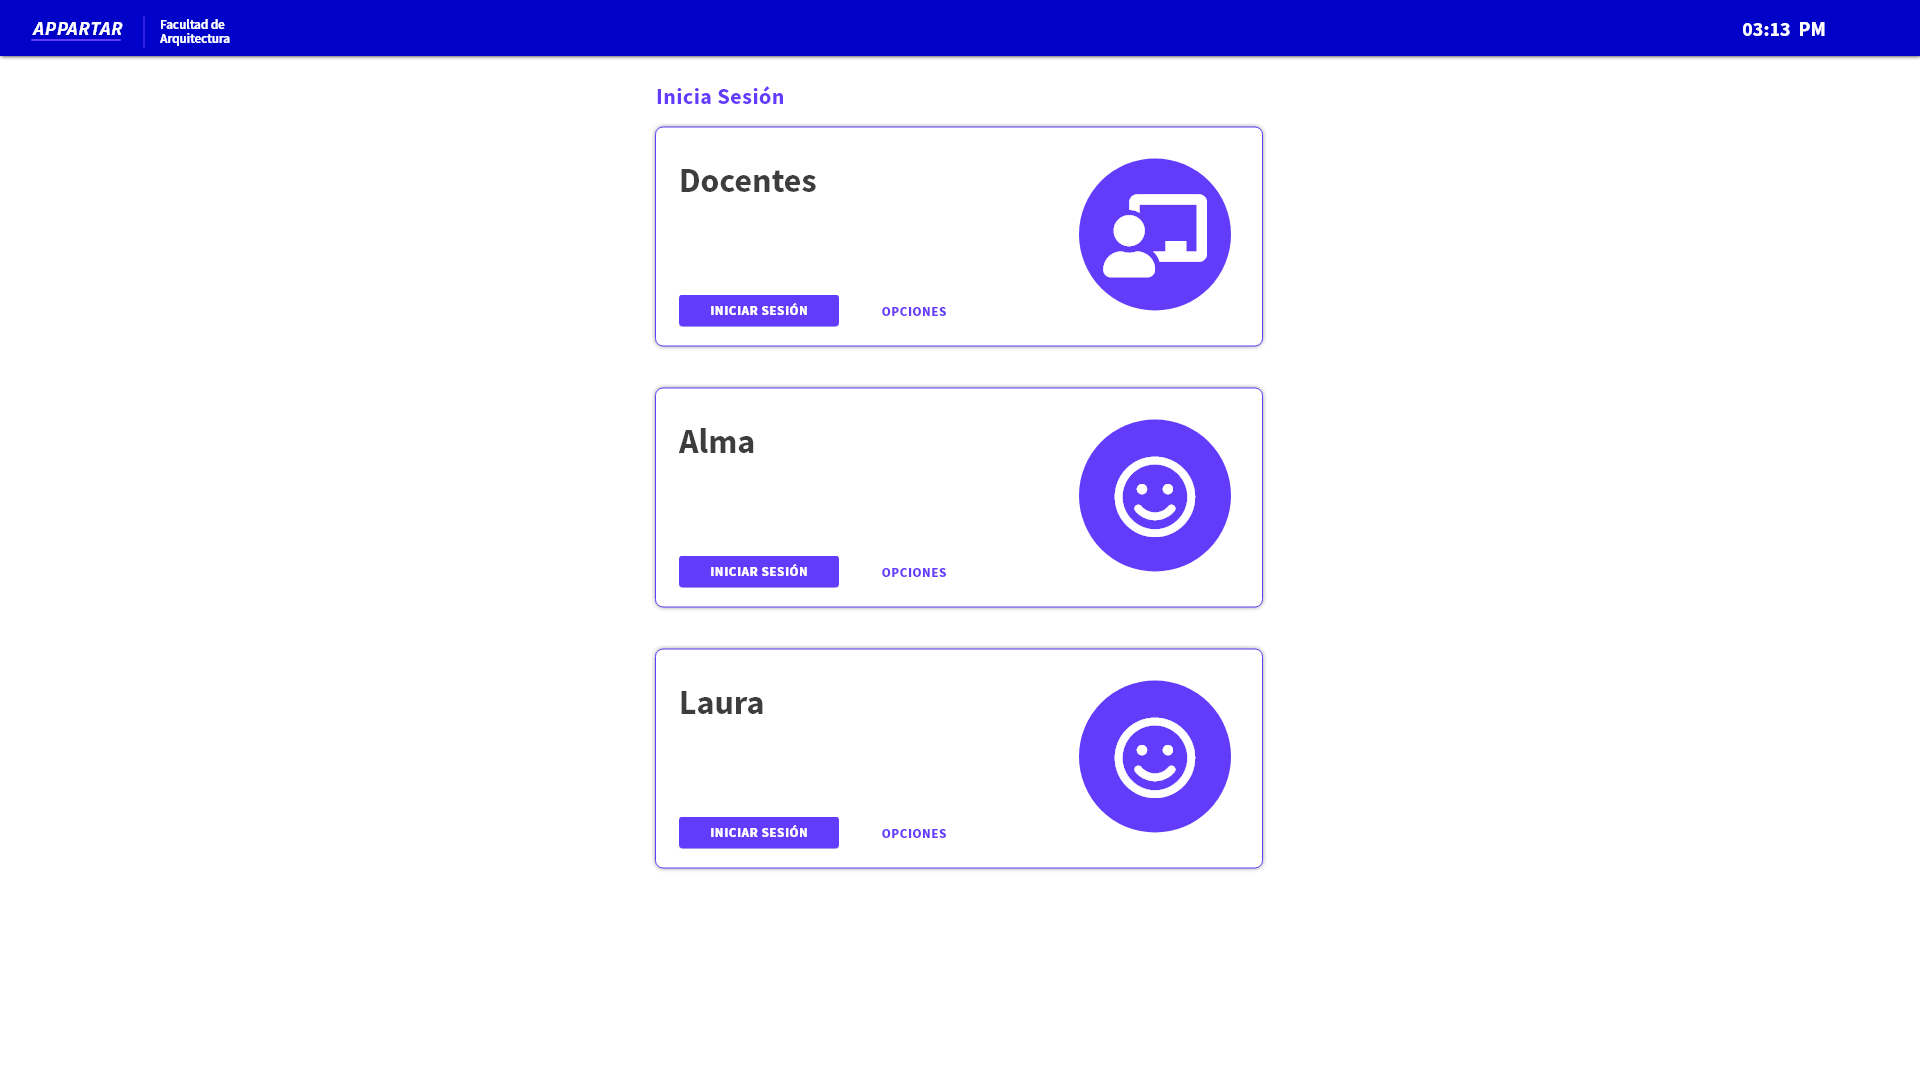 APPARTAR
Facultad de
Arquitectura
03:13 PM
Inicia Sesión
Docentes
INICIAR SESIÓN
OPCIONES
Alma
INICIAR SESIÓN
OPCIONES
Laura
INICIAR SESIÓN
OPCIONES